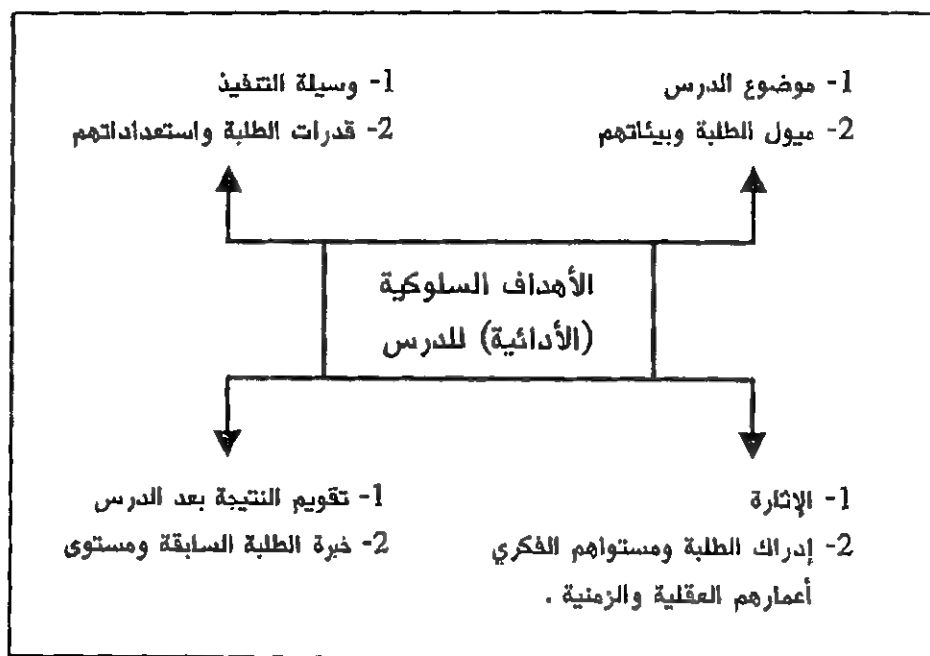 1- موضوع الدرس
2- ميول الطلبة وبيئاتهم
1- وسيلة التنفيذ
2- قدرات الطلبة واستعداداتهم
الأهداف السلوكية
(الأدائية) للدرس
1- الإثارة
2- إدراك الطلبة ومستواهم الفكري
أعمارهم العقلية والزمنية .
1- تقويم النتيجة بعد الدرس
2- خبرة الطلبة السابقة ومستوى